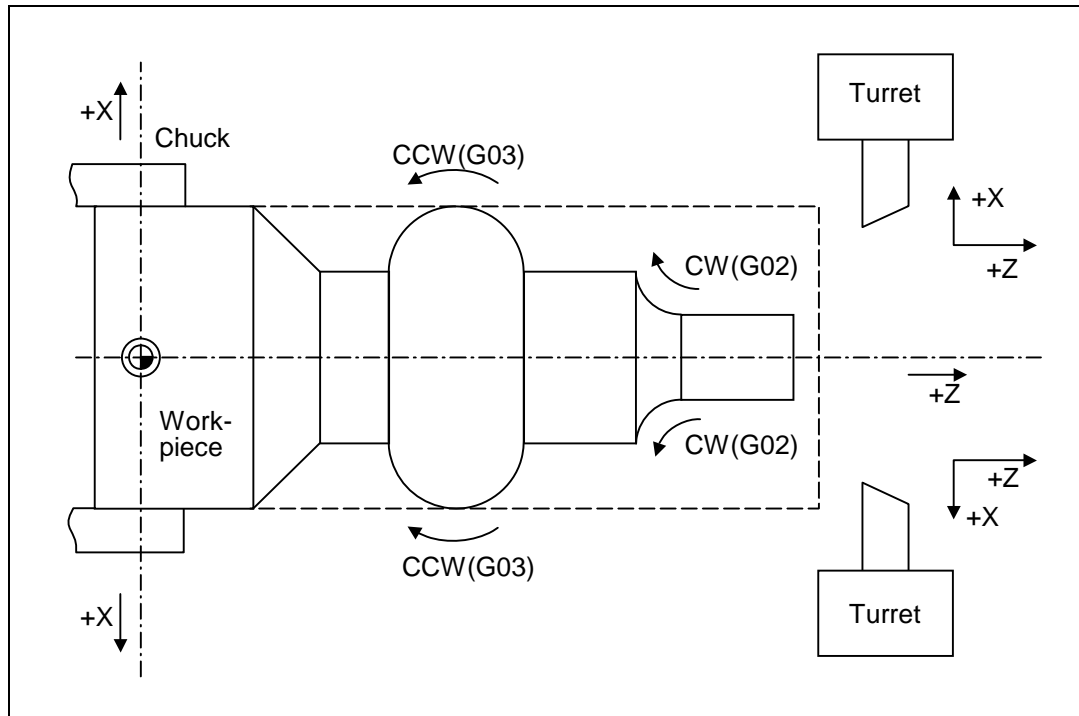 Turret
+X
Chuck
CCW(G03)
+X
+Z
CW(G02)
+Z
Work-
piece
CW(G02)
+Z
+X
CCW(G03)
+X
Turret